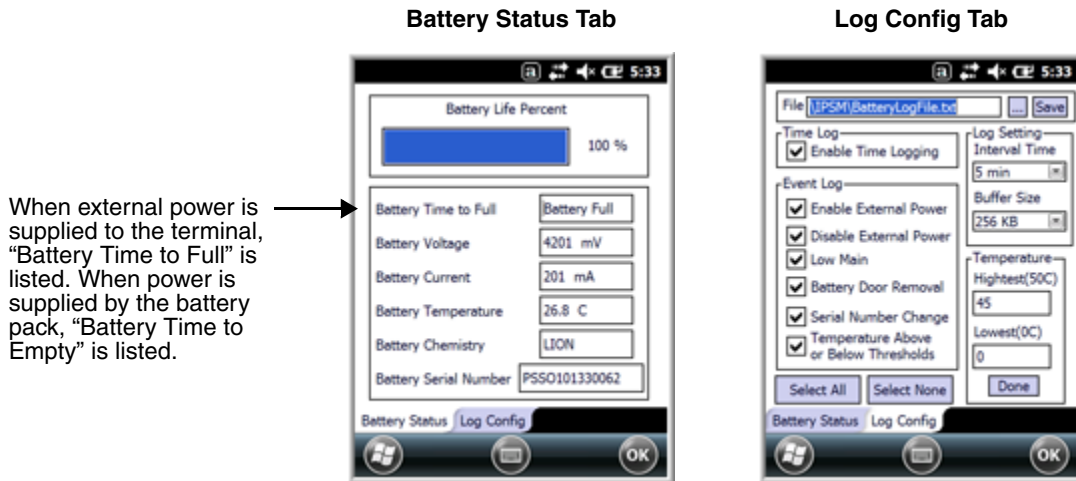 Battery Status Tab
Log Config Tab
When external power is
supplied to the terminal,
“Battery Time to Full” is
listed. When power is
supplied by the battery
pack, “Battery Time to
Empty” is listed.
a 5:33
Battery Life Percent
100 %
Battery Time to Full Battery Full
Battery Voltage 4201 mV
Battery Current 201 mA
Battery Temperature 26.8 C
Battery Chemistry LION
Battery Serial Number PSSO101330062
Battery Status Log Config
OK
a 5:33
File \IPSM\BatteryLogFile.txt ... Save
Time Log
Enable Time Logging
Event Log
Enable External Power
Disable External Power
Low Main
Battery Door Removal
Serial Number Change
Temperature Above
or Below Thresholds
Select All Select None
Log Setting
Interval Time
5 min
Buffer Size
256 KB
Temperature
Hightest(50C)
45
Lowest(0C)
0
Done
Battery Status Log Config
OK